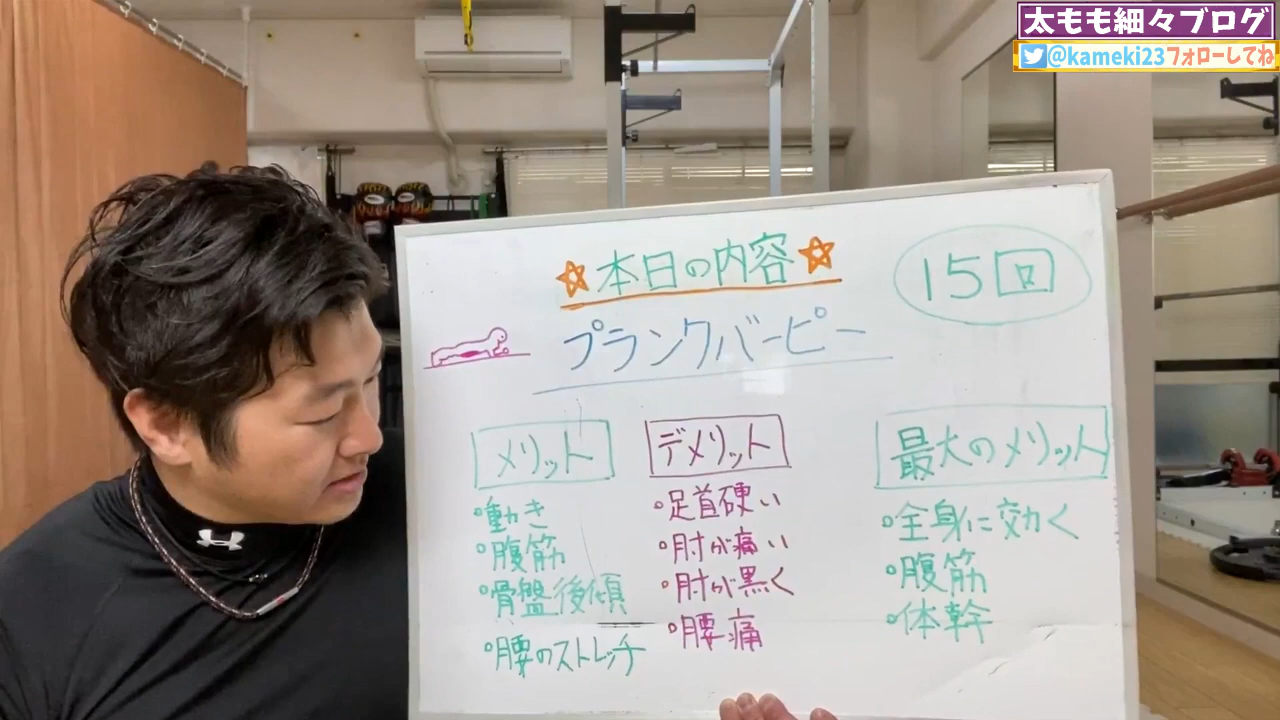 太もも細々ブログ
@kameki23フォローしてね
☆本日の内容☆
15回
プランクバーピー
メリット
・動き
・腹筋
・骨盤後傾
・腰のストレッチ
デメリット
・足首硬い
・肘が痛い
・肘が黒く
・腰痛
最大のメリット
・全身に効く
・腹筋
・体幹